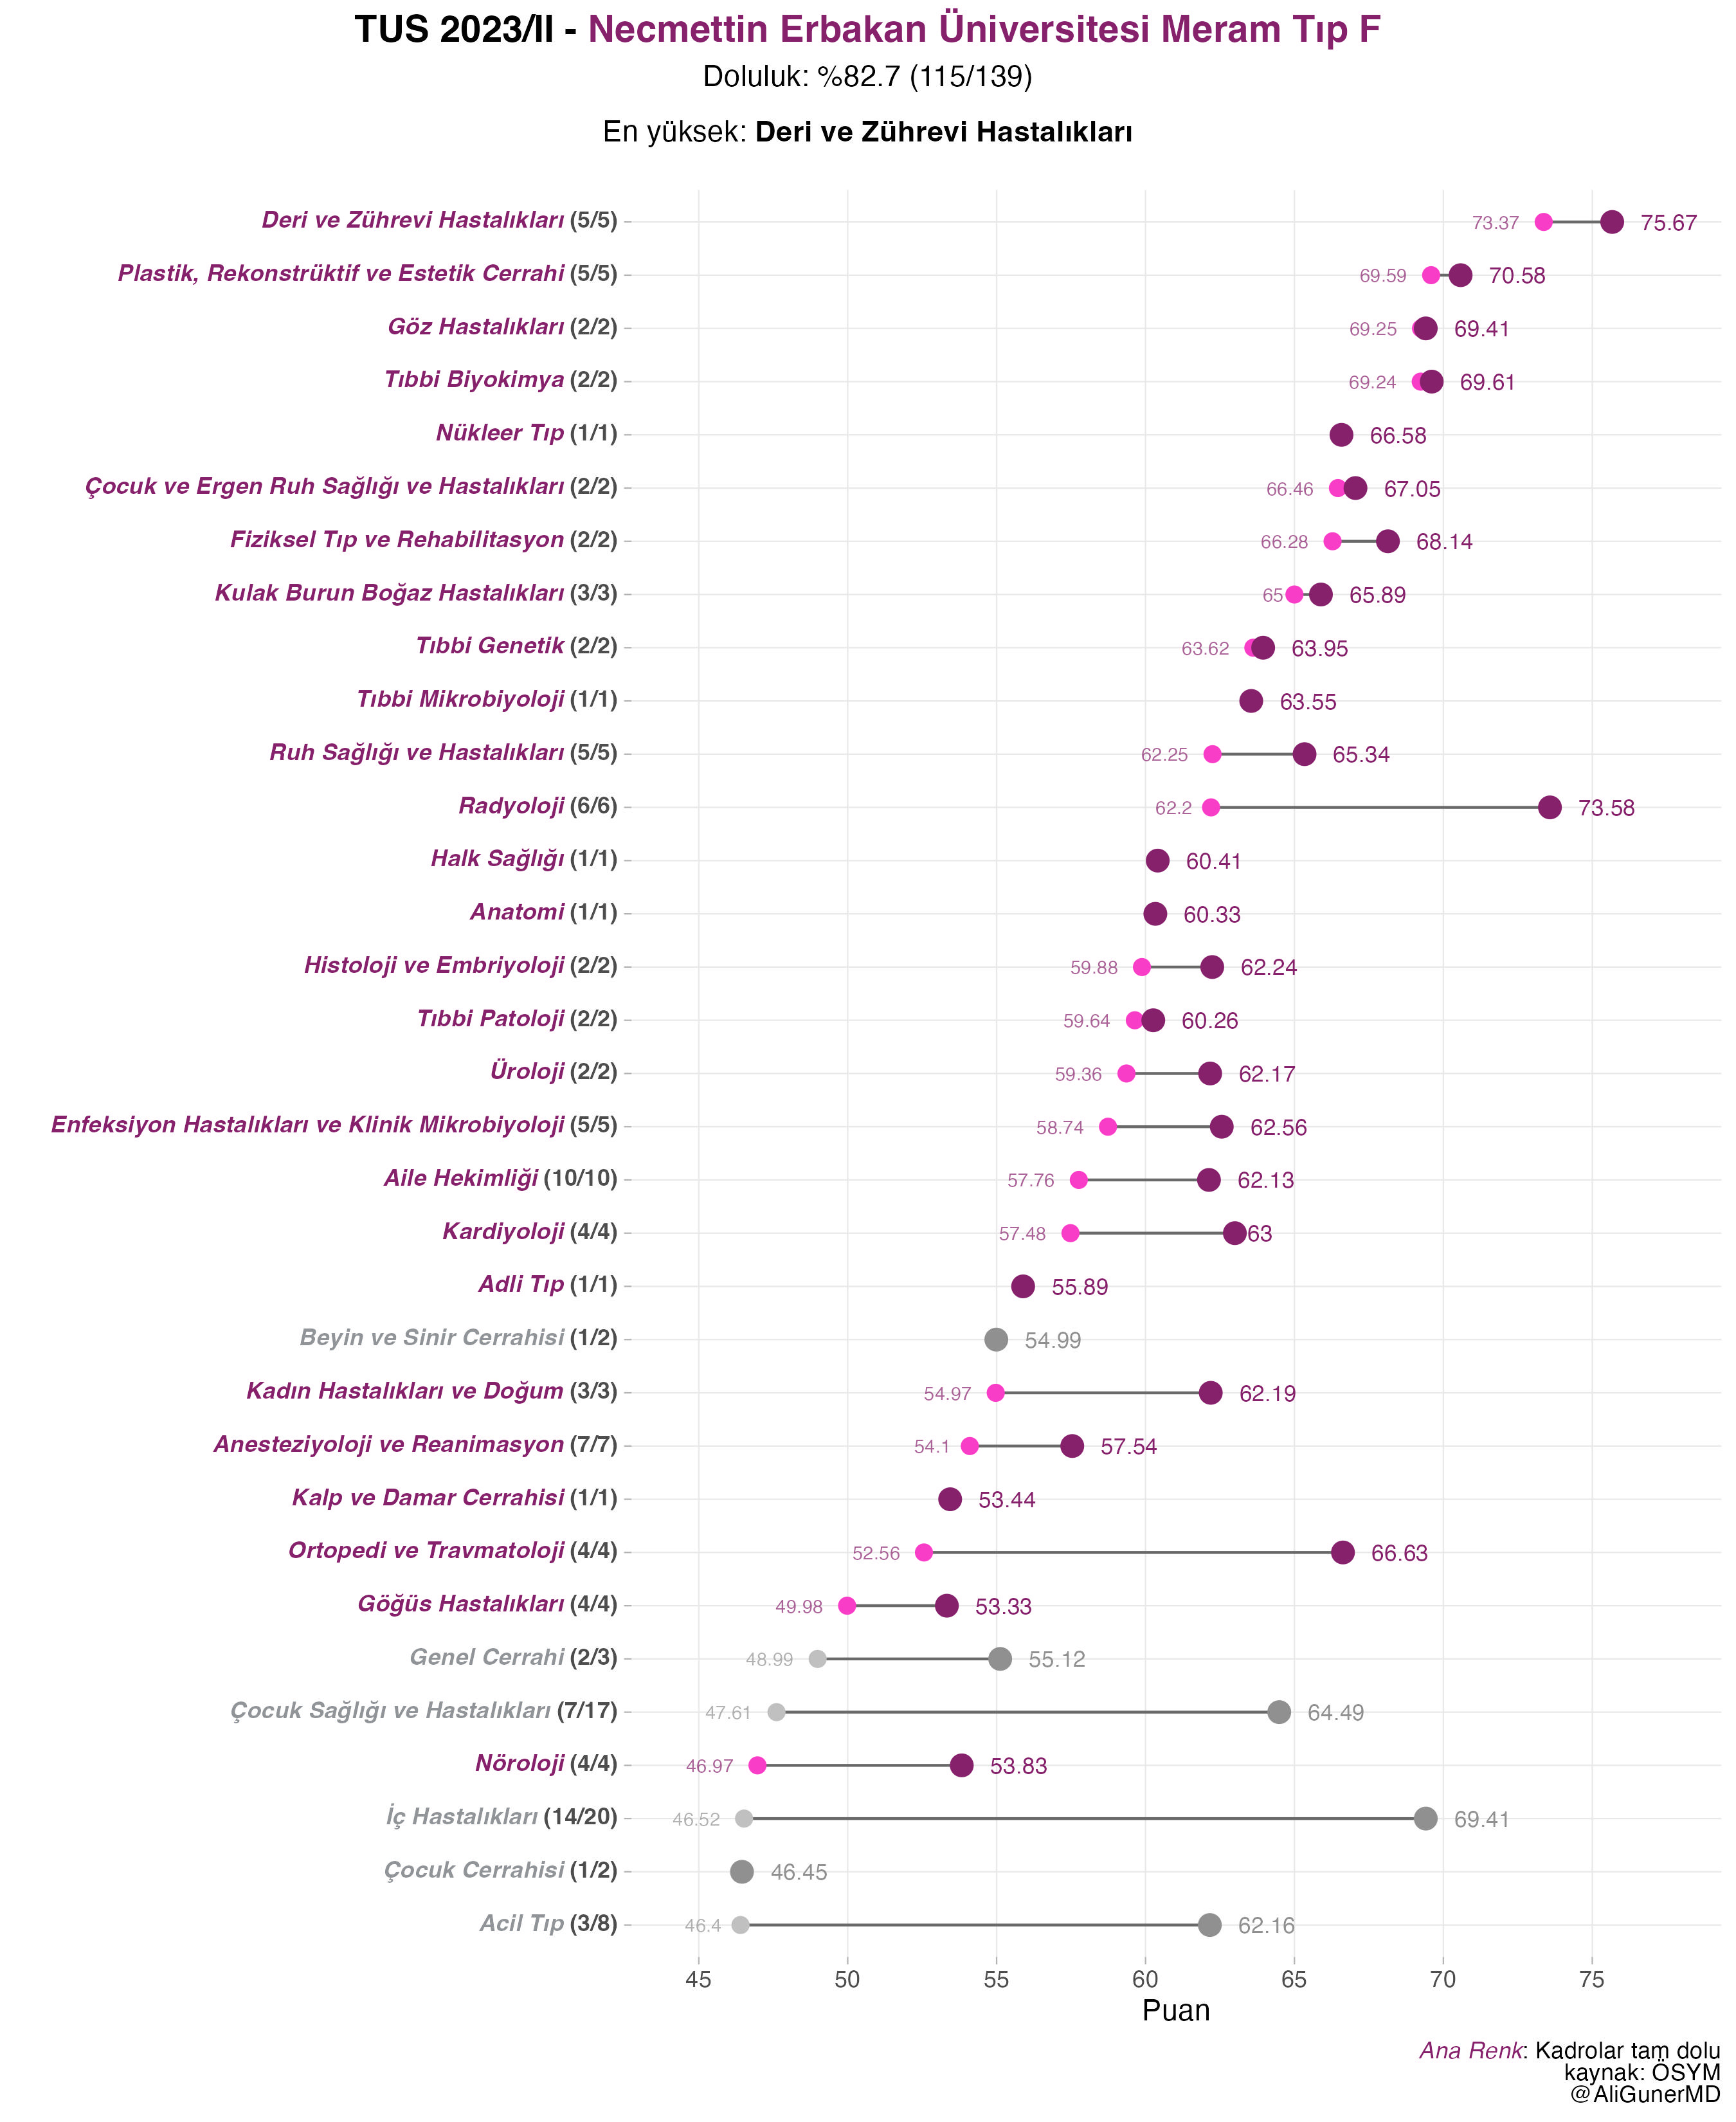 TUS 2023/II - Necmettin Erbakan Üniversitesi Meram Tıp F
Doluluk: %82.7 (115/139)
En yüksek: Deri ve Zührevi Hastalıkları
Deri ve Zührevi Hastalıkları (5/5) 73.37 75.67
Plastik, Rekonstrüktif ve Estetik Cerrahi (5/5) 69.59 70.58
Göz Hastalıkları (2/2) 69.25 69.41
Tıbbi Biyokimya (2/2) 69.24 69.61
Nükleer Tıp (1/1) 66.58
Çocuk ve Ergen Ruh Sağlığı ve Hastalıkları (2/2) 66.46 67.05
Fiziksel Tıp ve Rehabilitasyon (2/2) 66.28 68.14
Kulak Burun Boğaz Hastalıkları (3/3) 65 65.89
Tıbbi Genetik (2/2) 63.62 63.95
Tıbbi Mikrobiyoloji (1/1) 63.55
Ruh Sağlığı ve Hastalıkları (5/5) 62.25 65.34
Radyoloji (6/6) 62.2 73.58
Halk Sağlığı (1/1) 60.41
Anatomi (1/1) 60.33
Histoloji ve Embriyoloji (2/2) 59.88 62.24
Tıbbi Patoloji (2/2) 59.64 60.26
Üroloji (2/2) 59.36 62.17
Enfeksiyon Hastalıkları ve Klinik Mikrobiyoloji (5/5) 58.74 62.56
Aile Hekimliği (10/10) 57.76 62.13
Kardiyoloji (4/4) 57.48 63
Adli Tıp (1/1) 55.89
Beyin ve Sinir Cerrahisi (1/2) 54.99
Kadın Hastalıkları ve Doğum (3/3) 54.97 62.19
Anesteziyoloji ve Reanimasyon (7/7) 54.1 57.54
Kalp ve Damar Cerrahisi (1/1) 53.44
Ortopedi ve Travmatoloji (4/4) 52.56 66.63
Göğüs Hastalıkları (4/4) 49.98 53.33
Genel Cerrahi (2/3) 48.99 55.12
Çocuk Sağlığı ve Hastalıkları (7/17) 47.61 64.49
Nöroloji (4/4) 46.97 53.83
İç Hastalıkları (14/20) 46.52 69.41
Çocuk Cerrahisi (1/2) 46.45
Acil Tıp (3/8) 46.4 62.16
45 50 55 60 65 70 75
Puan
Ana Renk: Kadrolar tam dolu
kaynak: ÖSYM
@AliGunerMD